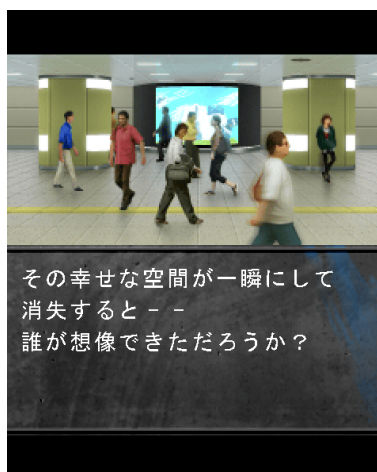 その幸せな空間が一瞬にして
消失すると－－
誰が想像できただろうか？